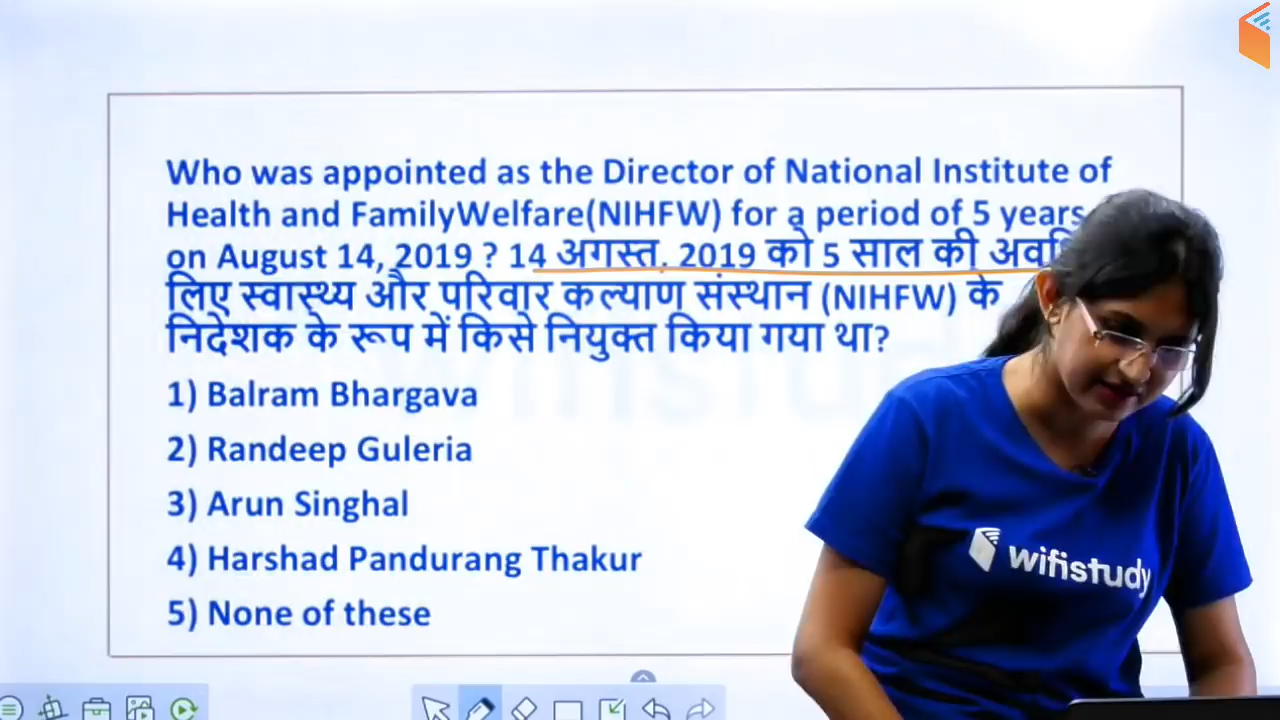 Who was appointed as the Director of National Institute of
Health and FamilyWelfare(NIHFW) for a period of 5 years
on August 14, 2019 ? 14 अगस्त, 2019 को 5 साल की
लिए स्वास्थ्य और परिवार कल्याण संस्थान (NIHFW) के
निदेशक के रूप में किसे नियुक्त किया गया था?
1) Balram Bhargava
2) Randeep Guleria
3) Arun Singhal
4) Harshad Pandurang Thakur
5) None of these
wifistudy